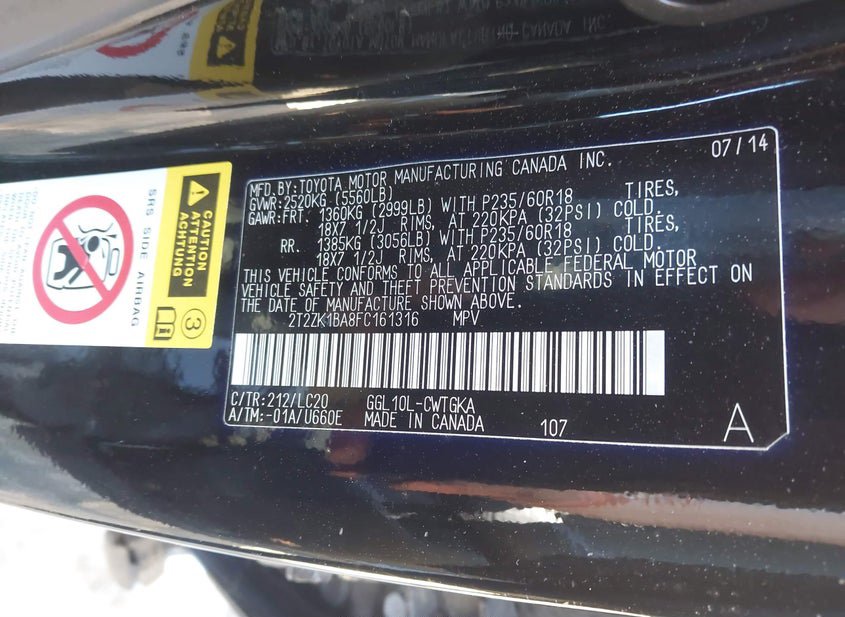 07/14
MFD.BY:TOYOTA MOTOR MANUFACTURING CANADA INC.
GVWR:2520KG (5560LB)
GAWR:FRT. 1360KG (2999LB) WITH P235/60R18 TIRES,
18X7 1/2J RIMS, AT 220KPA (32PSI) COLD.
RR. 1385KG (3056LB) WITH P235/60R18 TIRES,
18X7 1/2J RIMS, AT 220KPA (32PSI) COLD.
THIS VEHICLE CONFORMS TO ALL APPLICABLE FEDERAL MOTOR
VEHICLE SAFETY AND THEFT PREVENTION STANDARDS IN EFFECT ON
THE DATE OF MANUFACTURE SHOWN ABOVE.
2T2ZK1BA8FC161316 MPV
C/TR:212/LC20 GGL10L-CWTGKA
A/TM:-01A/U660E MADE IN CANADA 107
A
CAUTION
ATTENTION
ACHTUNG
3
SRS SIDE AIRBAG